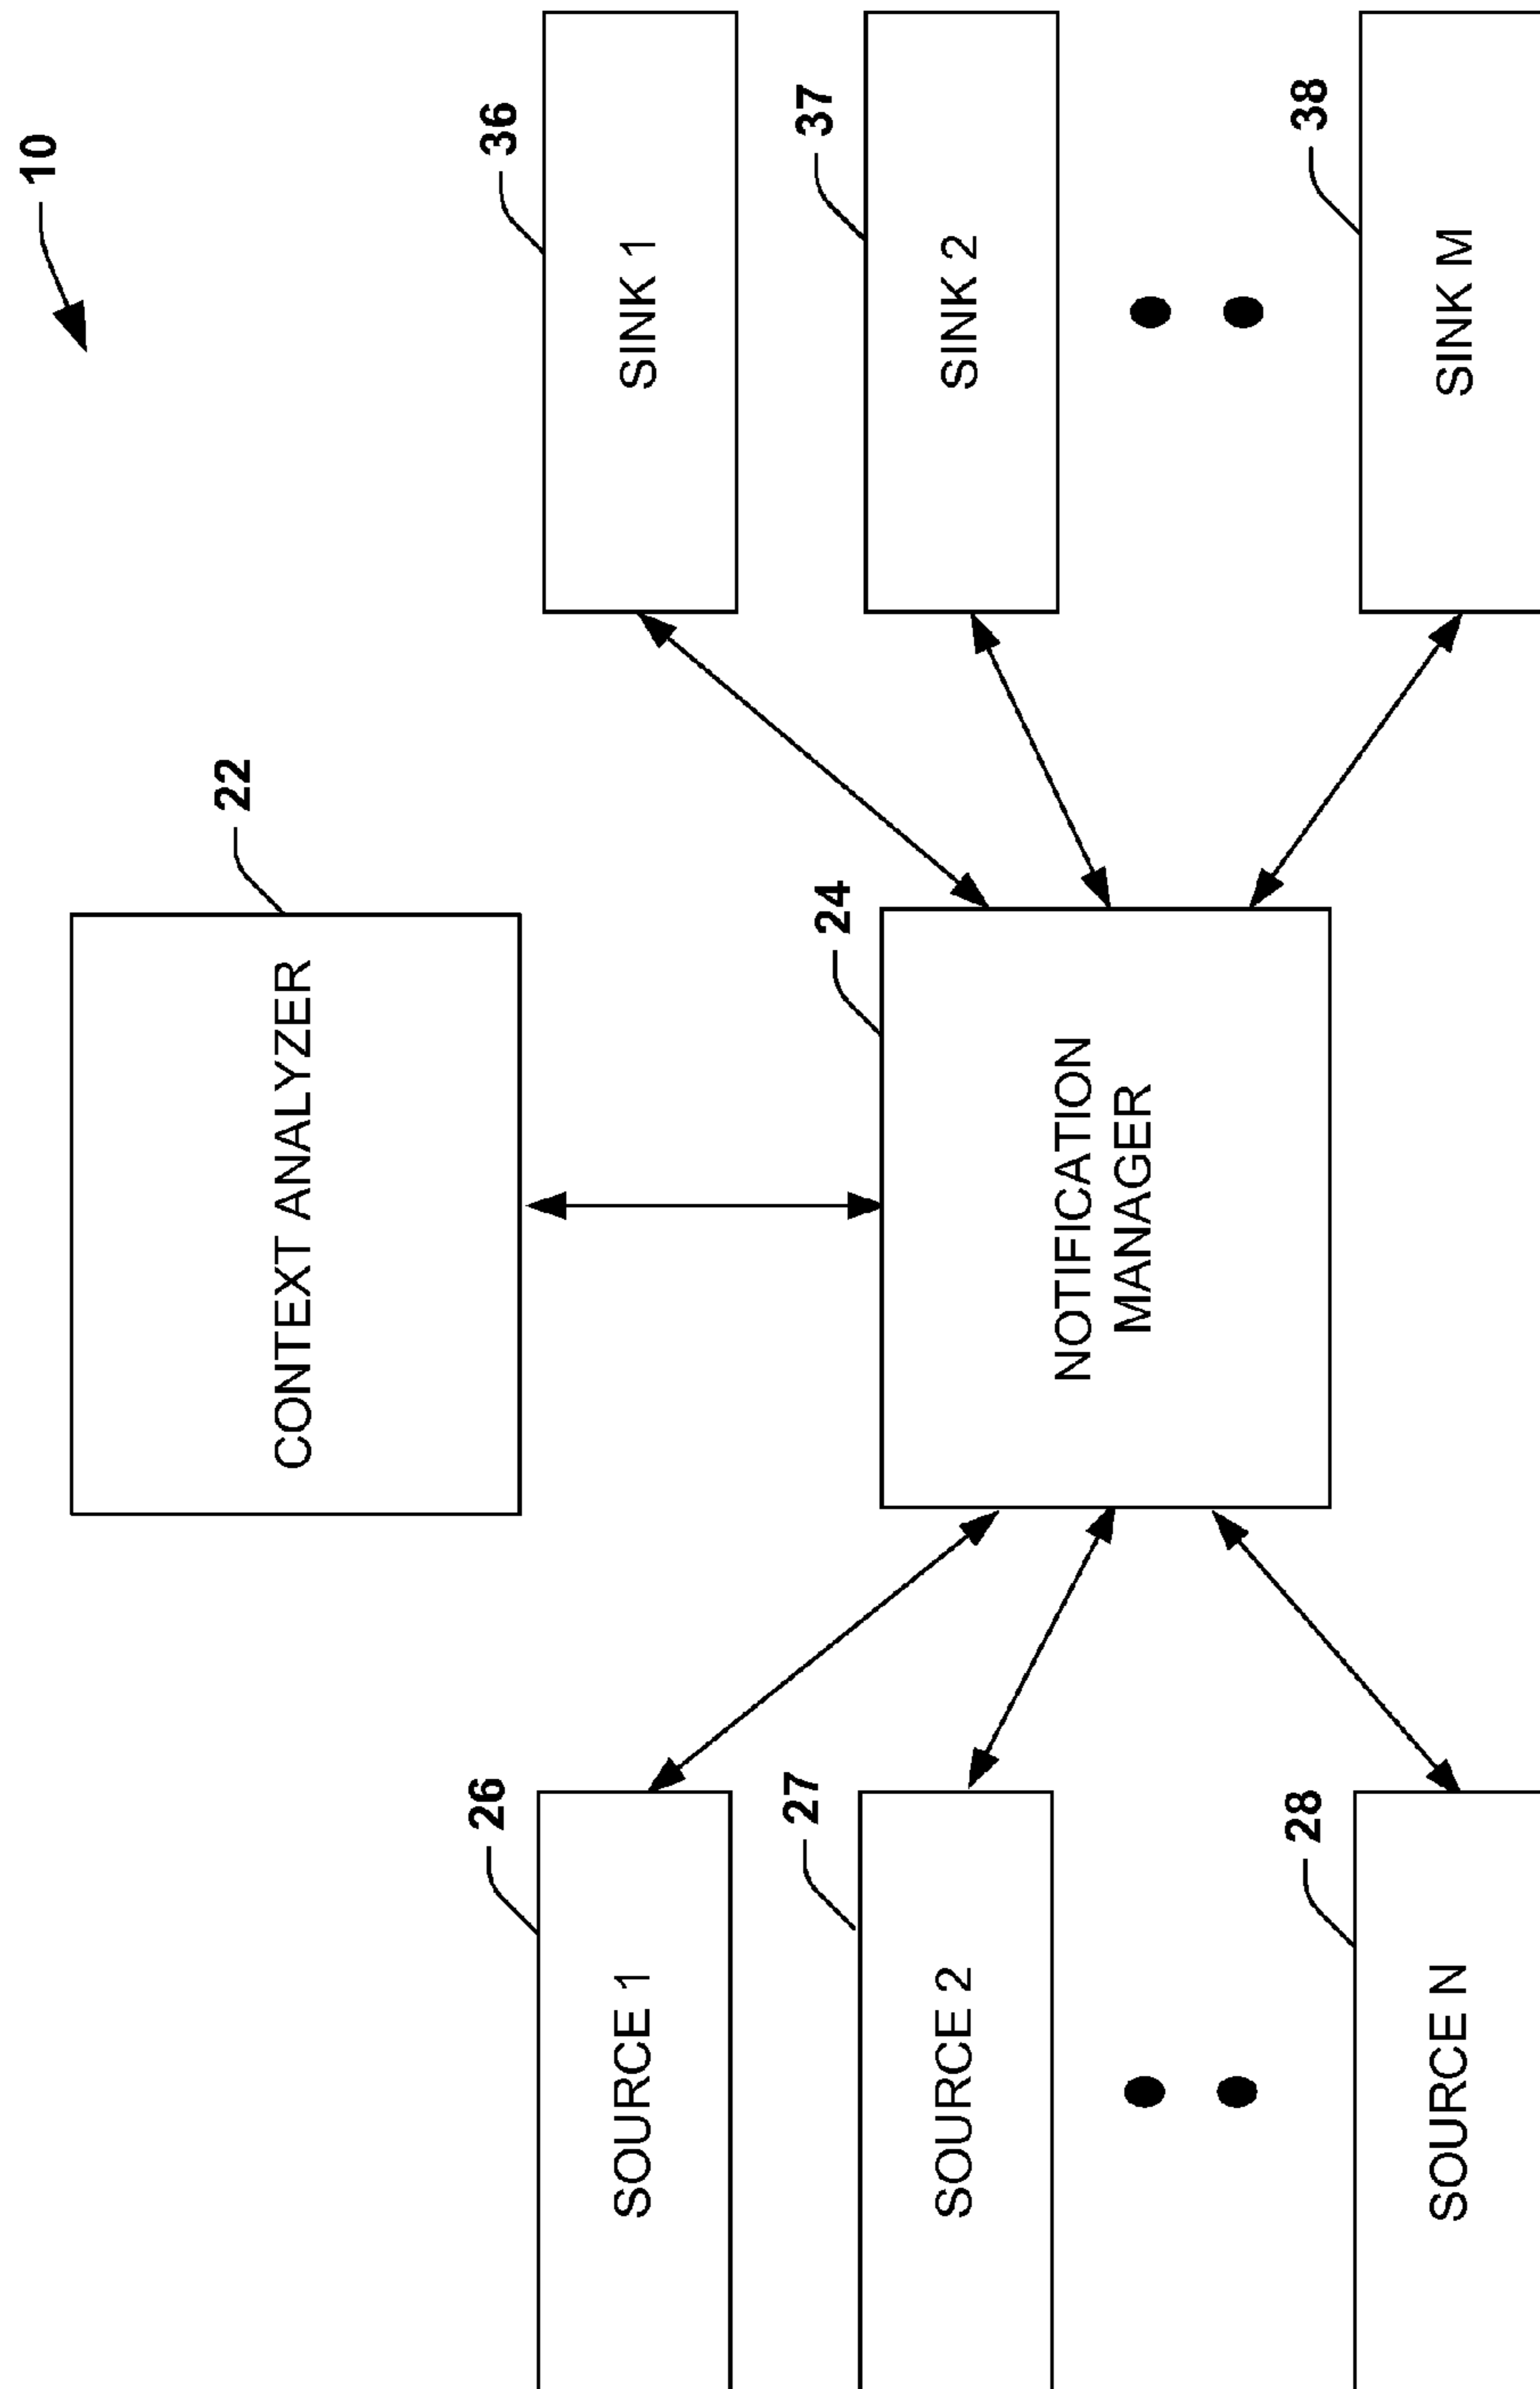 10
22
CONTEXT ANALYZER
26
SOURCE 1
27
SOURCE 2
28
SOURCE N
24
NOTIFICATION
MANAGER
36
SINK 1
37
SINK 2
38
SINK M